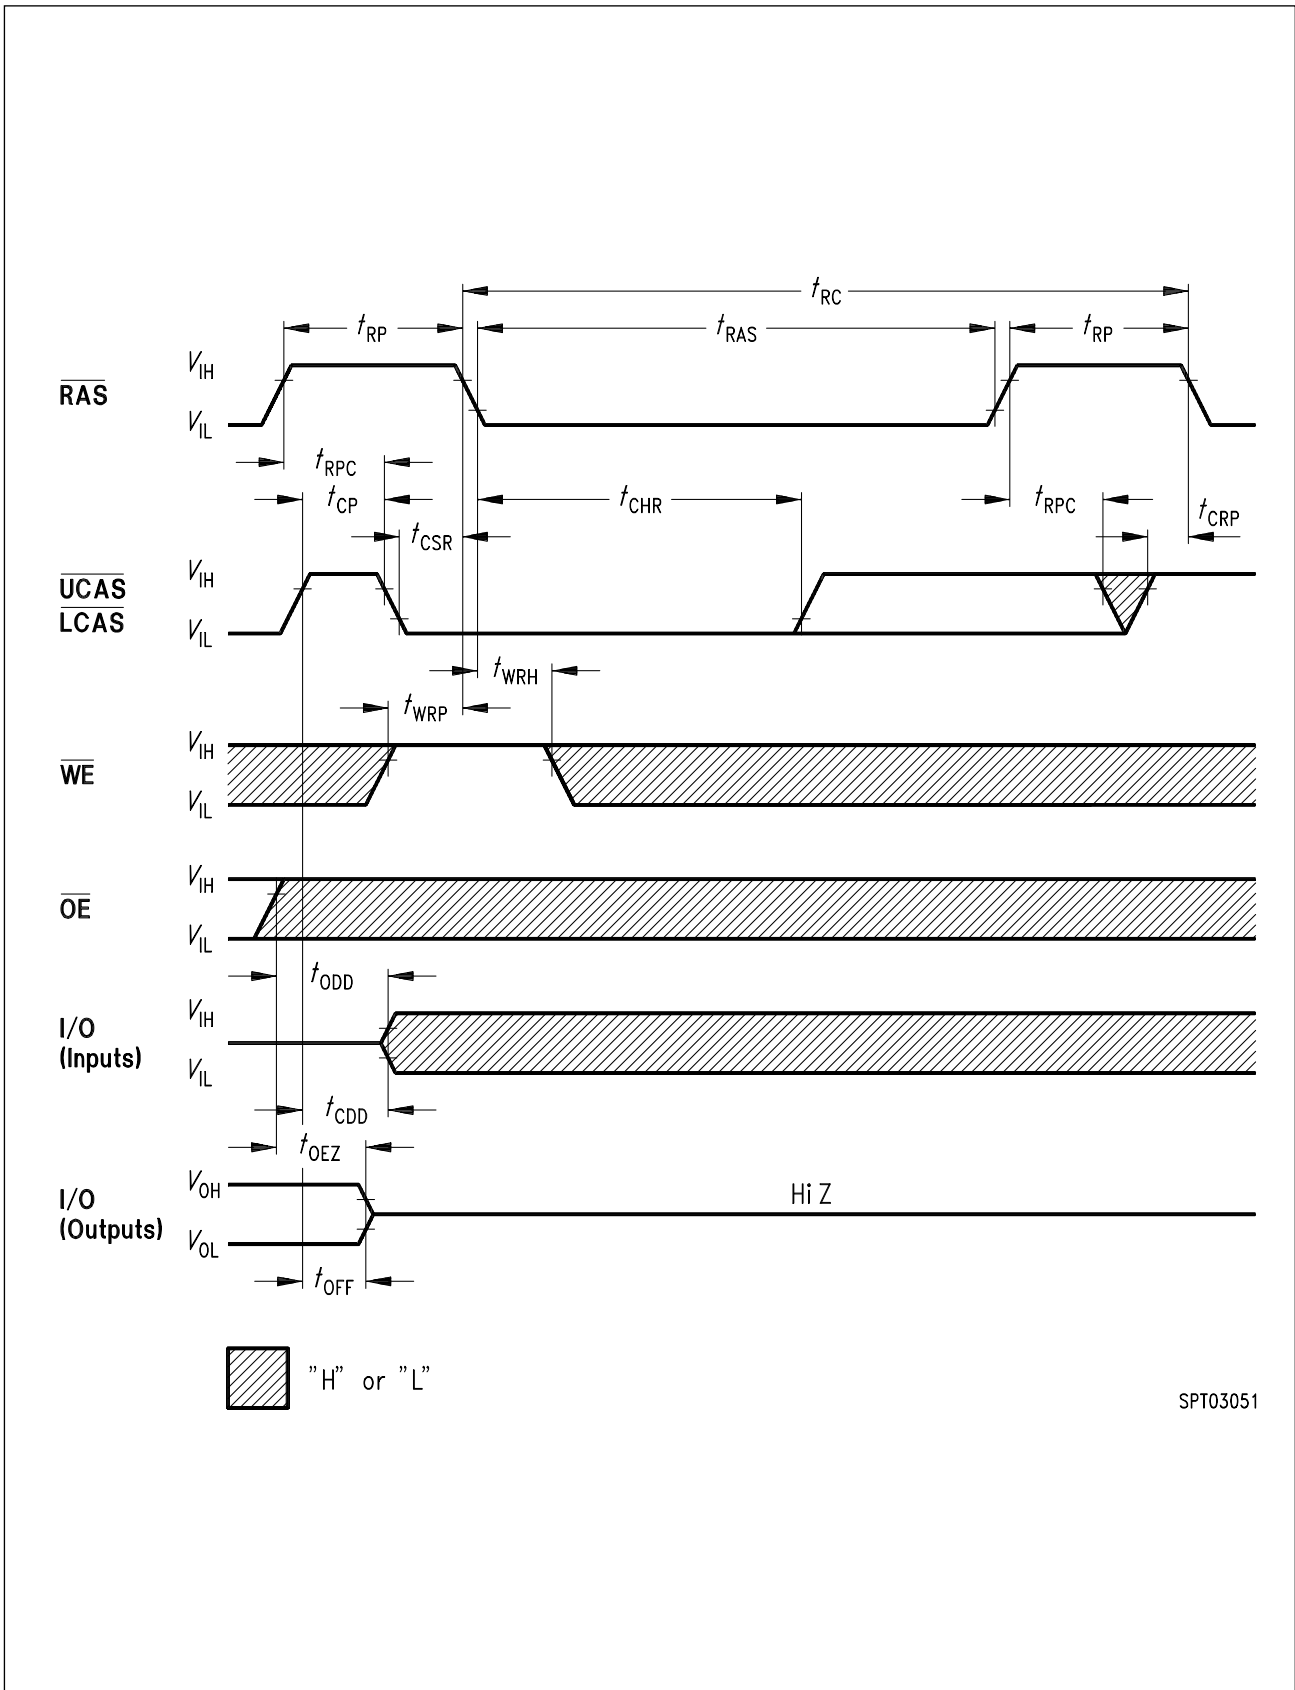 tRC
tRP tRAS tRP
VIH
RAS
VIL
tRPC
tCP tCHR tRPC tCRP
tCSR
VIH
UCAS
LCAS
VIL
tWRH
tWRP
VIH
WE
VIL
VIH
OE
VIL
tODD
VIH
I/O
(Inputs)
VIL
tCDD
tOEZ
VOH
Hi Z
I/O
(Outputs)
VOL
tOFF
"H" or "L"
SPT03051